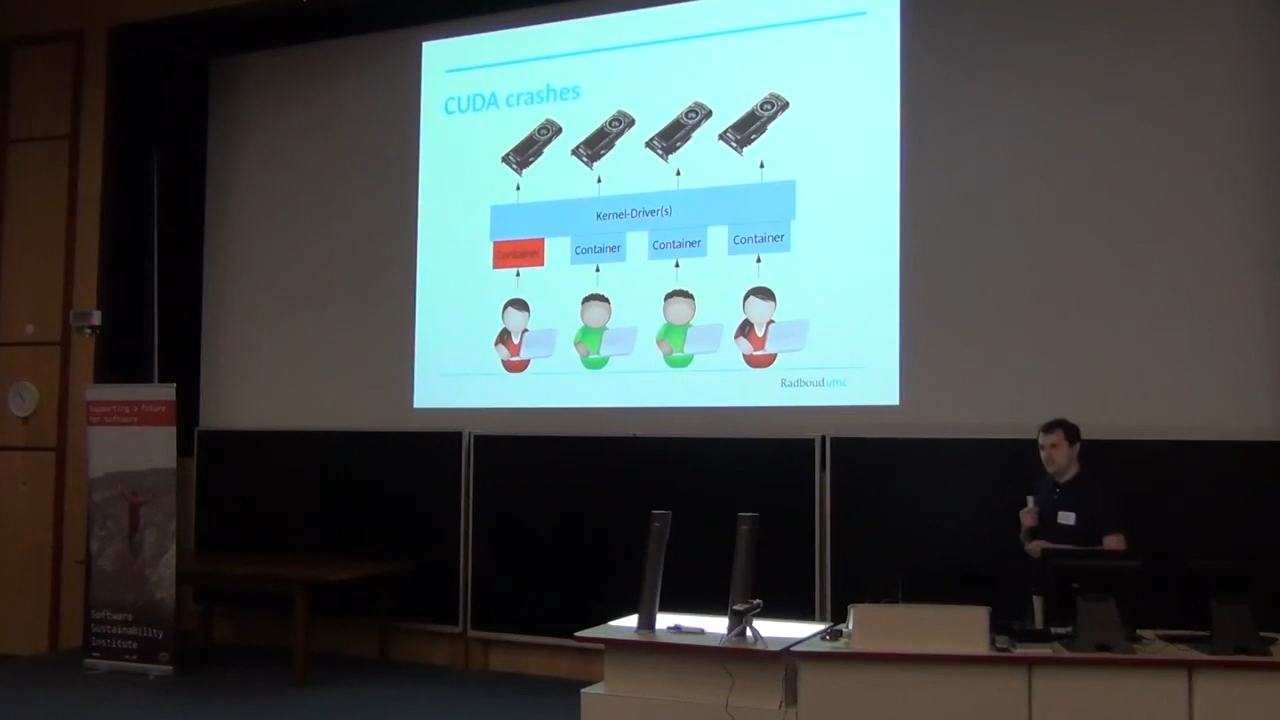 CUDA crashes
Kernel-Driver(s)
Container
Container
Container
Container
Radboudumc
Supporting a future
for software
Software
Sustainability
Institute